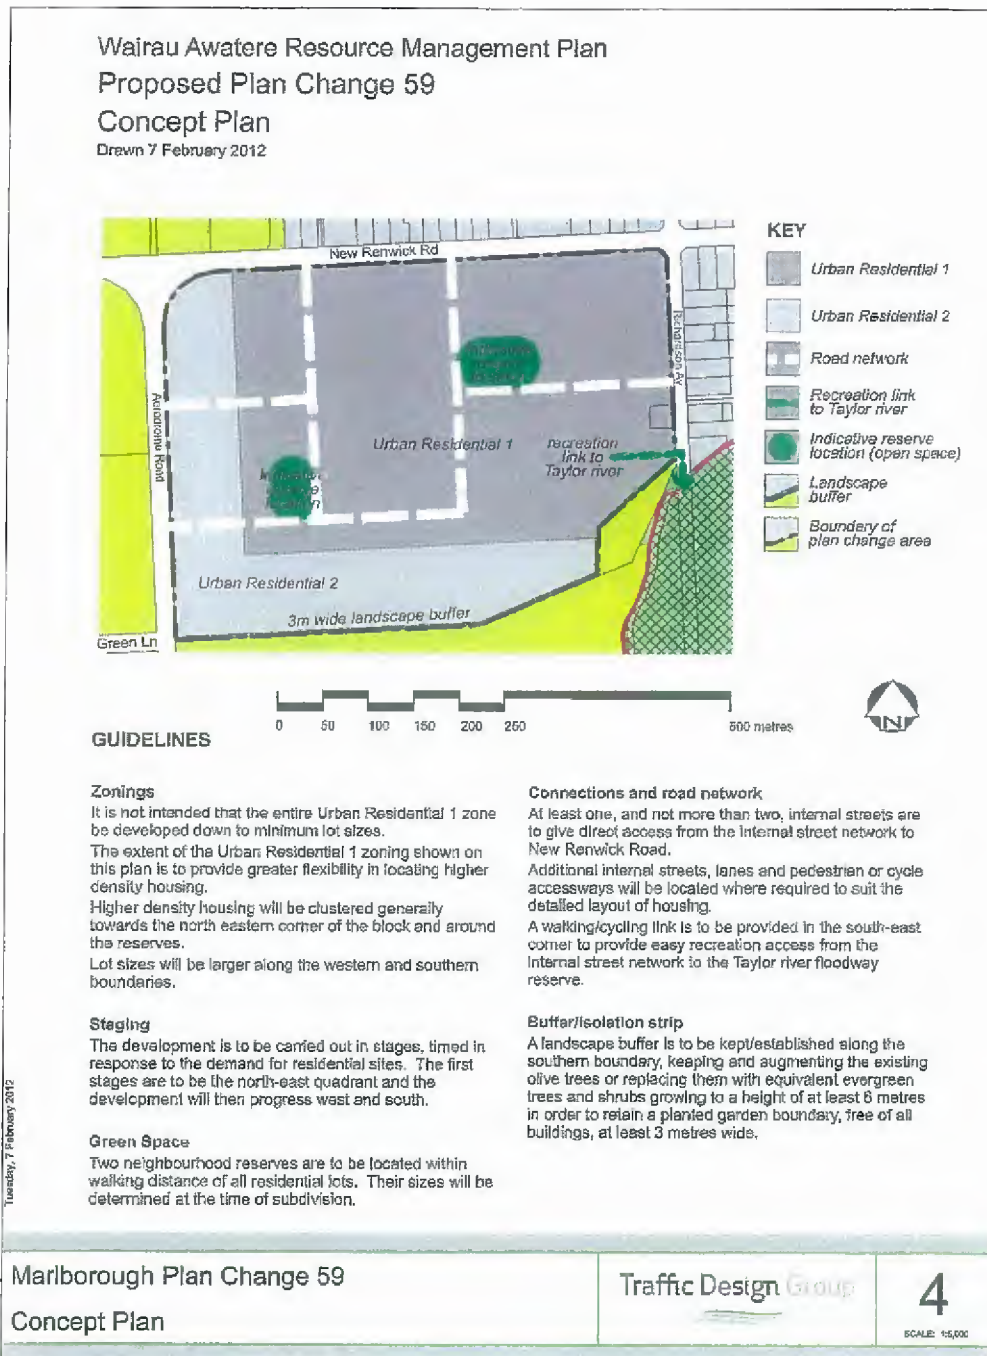 Wairau Awatere Resource Management Plan
Proposed Plan Change 59
Concept Plan
Drawn 7 February 2012
New Renwick Rd
Richardson Av
Aerodrome Road
Indicative
reserve
location
Indicative
reserve
location
Urban Residential 1
recreation
link to
Taylor river
Urban Residential 2
3m wide landscape buffer
Green Ln
KEY
Urban Residential 1
Urban Residential 2
Road network
Recreation link
to Taylor river
Indicative reserve
location (open space)
Landscape
buffer
Boundary of
plan change area
0 50 100 150 200 250 500 metres
N
GUIDELINES
Zonings
It is not intended that the entire Urban Residential 1 zone
be developed down to minimum lot sizes.
The extent of the Urban Residential 1 zoning shown on
this plan is to provide greater flexibility in locating higher
density housing.
Higher density housing will be clustered generally
towards the north eastern corner of the block and around
the reserves.
Lot sizes will be larger along the western and southern
boundaries.
Staging
The development is to be carried out in stages, timed in
response to the demand for residential sites. The first
stages are to be the north-east quadrant and the
development will then progress west and south.
Green Space
Two neighbourhood reserves are to be located within
walking distance of all residential lots. Their sizes will be
determined at the time of subdivision.
Connections and road network
At least one, and not more than two, internal streets are
to give direct access from the internal street network to
New Renwick Road.
Additional internal streets, lanes and pedestrian or cycle
accessways will be located where required to suit the
detailed layout of housing.
A walking/cycling link is to be provided in the south-east
corner to provide easy recreation access from the
internal street network to the Taylor river floodway
reserve.
Buffer/isolation strip
A landscape buffer is to be kept/established along the
southern boundary, keeping and augmenting the existing
olive trees or replacing them with equivalent evergreen
trees and shrubs growing to a height of at least 6 metres
in order to retain a planted garden boundary, free of all
buildings, at least 3 metres wide.
Tuesday, 7 February 2012
Marlborough Plan Change 59
Concept Plan
Traffic Design Group
4
SCALE: 1:5,000